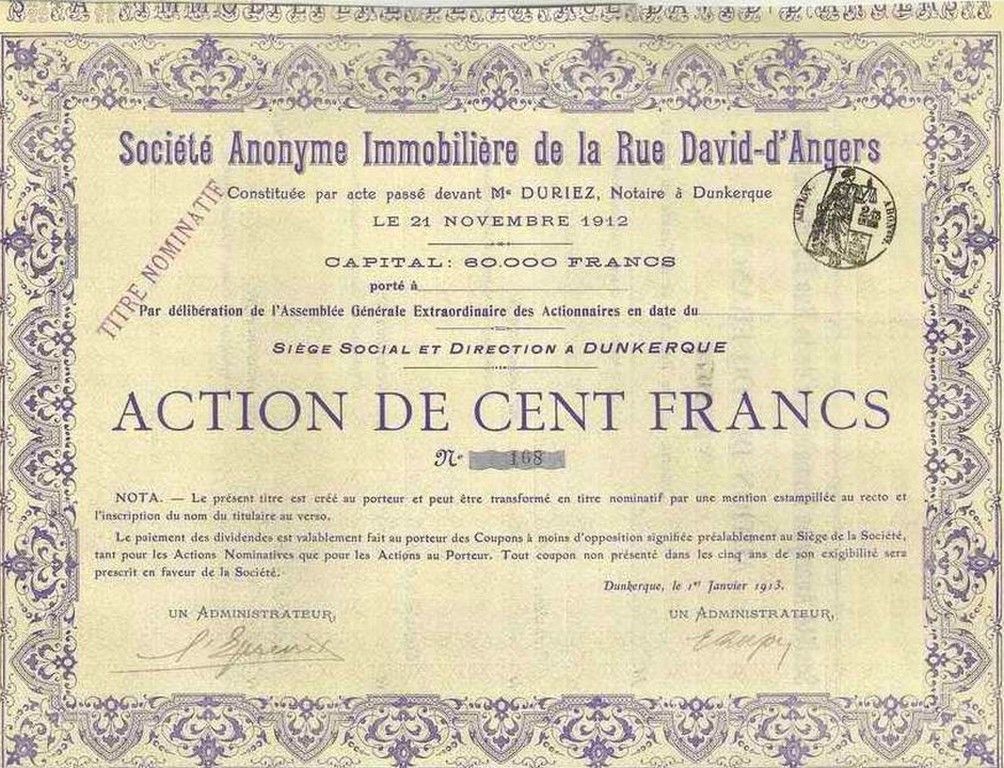 Société Anonyme Immobilière de la Rue David-d'Angers
Constituée par acte passé devant Me DURIEZ, Notaire à Dunkerque
LE 21 NOVEMBRE 1912
TITRE NOMINATIF
ACTION ABONNT
CAPITAL: 60.000 FRANCS
porté à
Par délibération de l'Assemblée Générale Extraordinaire des Actionnaires en date du
SIÈGE SOCIAL ET DIRECTION A DUNKERQUE
ACTION DE CENT FRANCS
No 168
NOTA. — Le présent titre est créé au porteur et peut être transformé en titre nominatif par une mention estampillée au recto et
l'inscription du nom du titulaire au verso.
Le paiement des dividendes est valablement fait au porteur des Coupons à moins d'opposition signifiée préalablement au Siège de la Société,
tant pour les Actions Nominatives que pour les Actions au Porteur. Tout coupon non présenté dans les cinq ans de son exigibilité sera
prescrit en faveur de la Société.
Dunkerque, le 1er Janvier 1913.
UN ADMINISTRATEUR,
UN ADMINISTRATEUR,